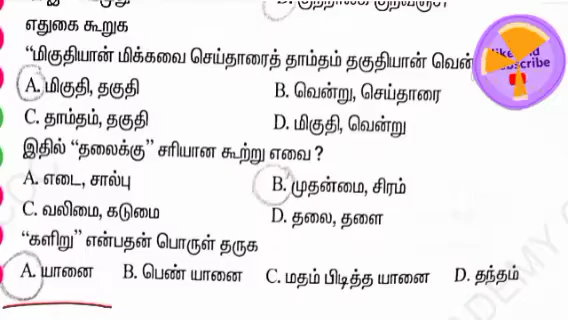 எதுகை கூறுக
“மிகுதியான் மிக்கவை செய்தாரைத் தாம்தம் தகுதியான் வென்
A. மிகுதி, தகுதி B. வென்று, செய்தாரை
C. தாம்தம், தகுதி D. மிகுதி, வென்று
இதில் “தலைக்கு” சரியான கூற்று எவை ?
A. எடை, சால்பு B. முதன்மை, சிரம்
C. வலிமை, கடுமை D. தலை, தளை
“களிறு” என்பதன் பொருள் தருக
A. யானை B. பெண் யானை C. மதம் பிடித்த யானை D. தந்தம்